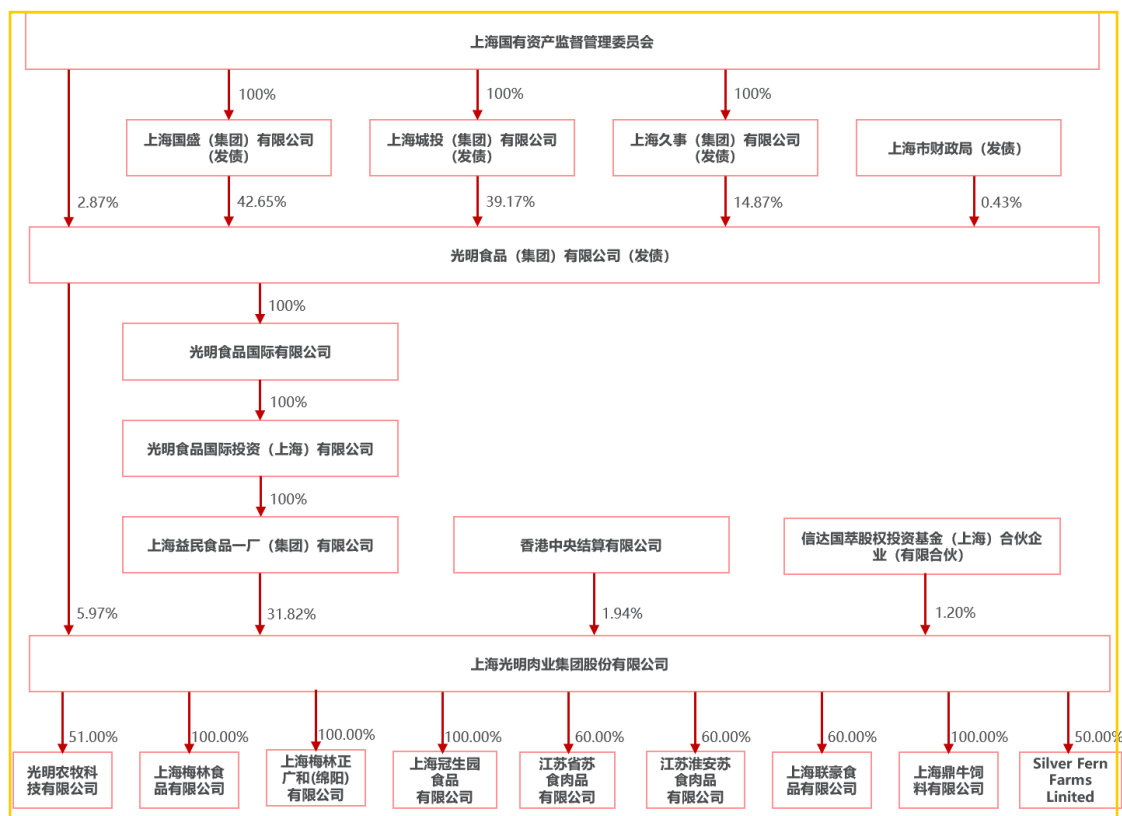 上海国有资产监督管理委员会
100%
100%
100%
上海国盛（集团）有限公司
（发债）
上海城投（集团）有限公司
（发债）
上海久事（集团）有限公司
（发债）
上海市财政局（发债）
2.87%
42.65%
39.17%
14.87%
0.43%
光明食品（集团）有限公司（发债）
100%
光明食品国际有限公司
100%
光明食品国际投资（上海）有限公司
100%
上海益民食品一厂（集团）有限公司
香港中央结算有限公司
信达国萃股权投资基金（上海）合伙企
业（有限合伙）
5.97%
31.82%
1.94%
1.20%
上海光明肉业集团股份有限公司
51.00%
100.00%
100.00%
100.00%
60.00%
60.00%
60.00%
100.00%
50.00%
光明农牧科
技有限公司
上海梅林食
品有限公司
上海梅林正
广和(绵阳)
有限公司
上海冠生园
食品
有限公司
江苏省苏
食肉品
有限公司
江苏淮安苏
食肉品
有限公司
上海联豪食
品有限公司
上海鼎牛饲
料有限公司
Silver Fern
Farms
Linited